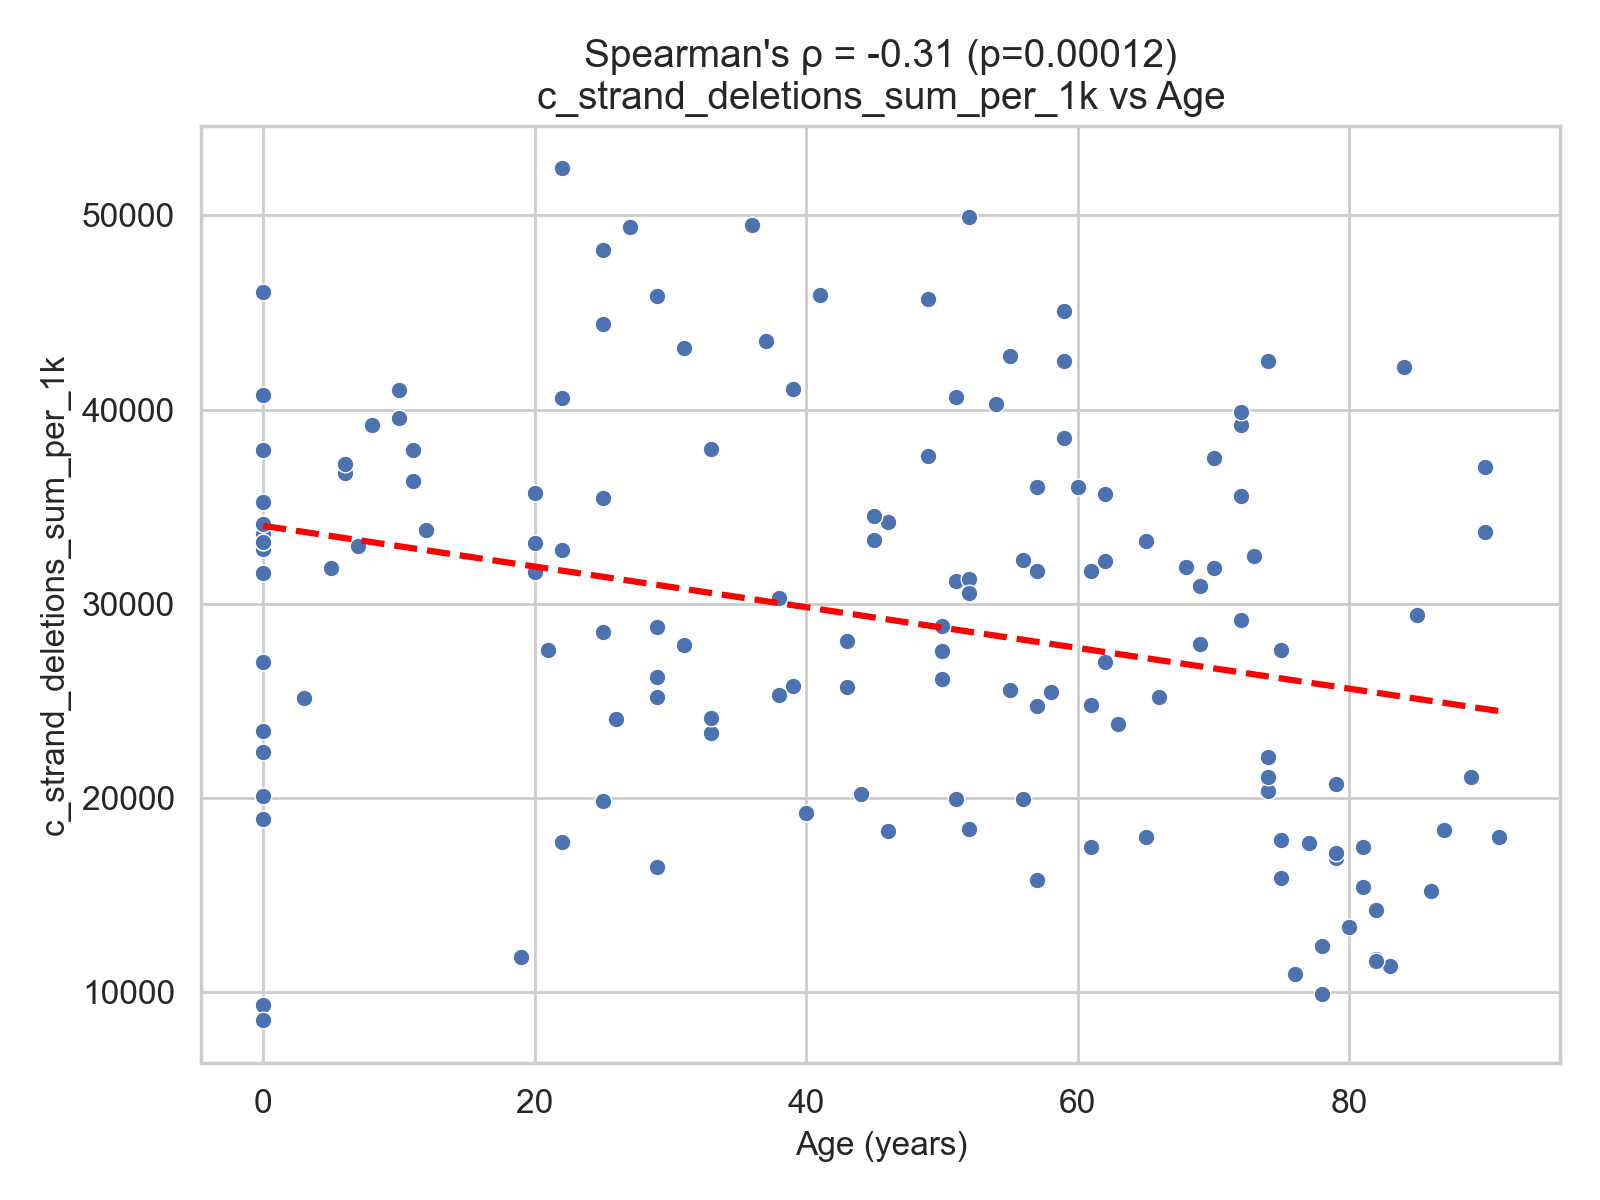 Spearman's ρ = -0.31 (p=0.00012)
c_strand_deletions_sum_per_1k vs Age
c_strand_deletions_sum_per_1k
50000
40000
30000
20000
10000
0
20
40
60
80
Age (years)